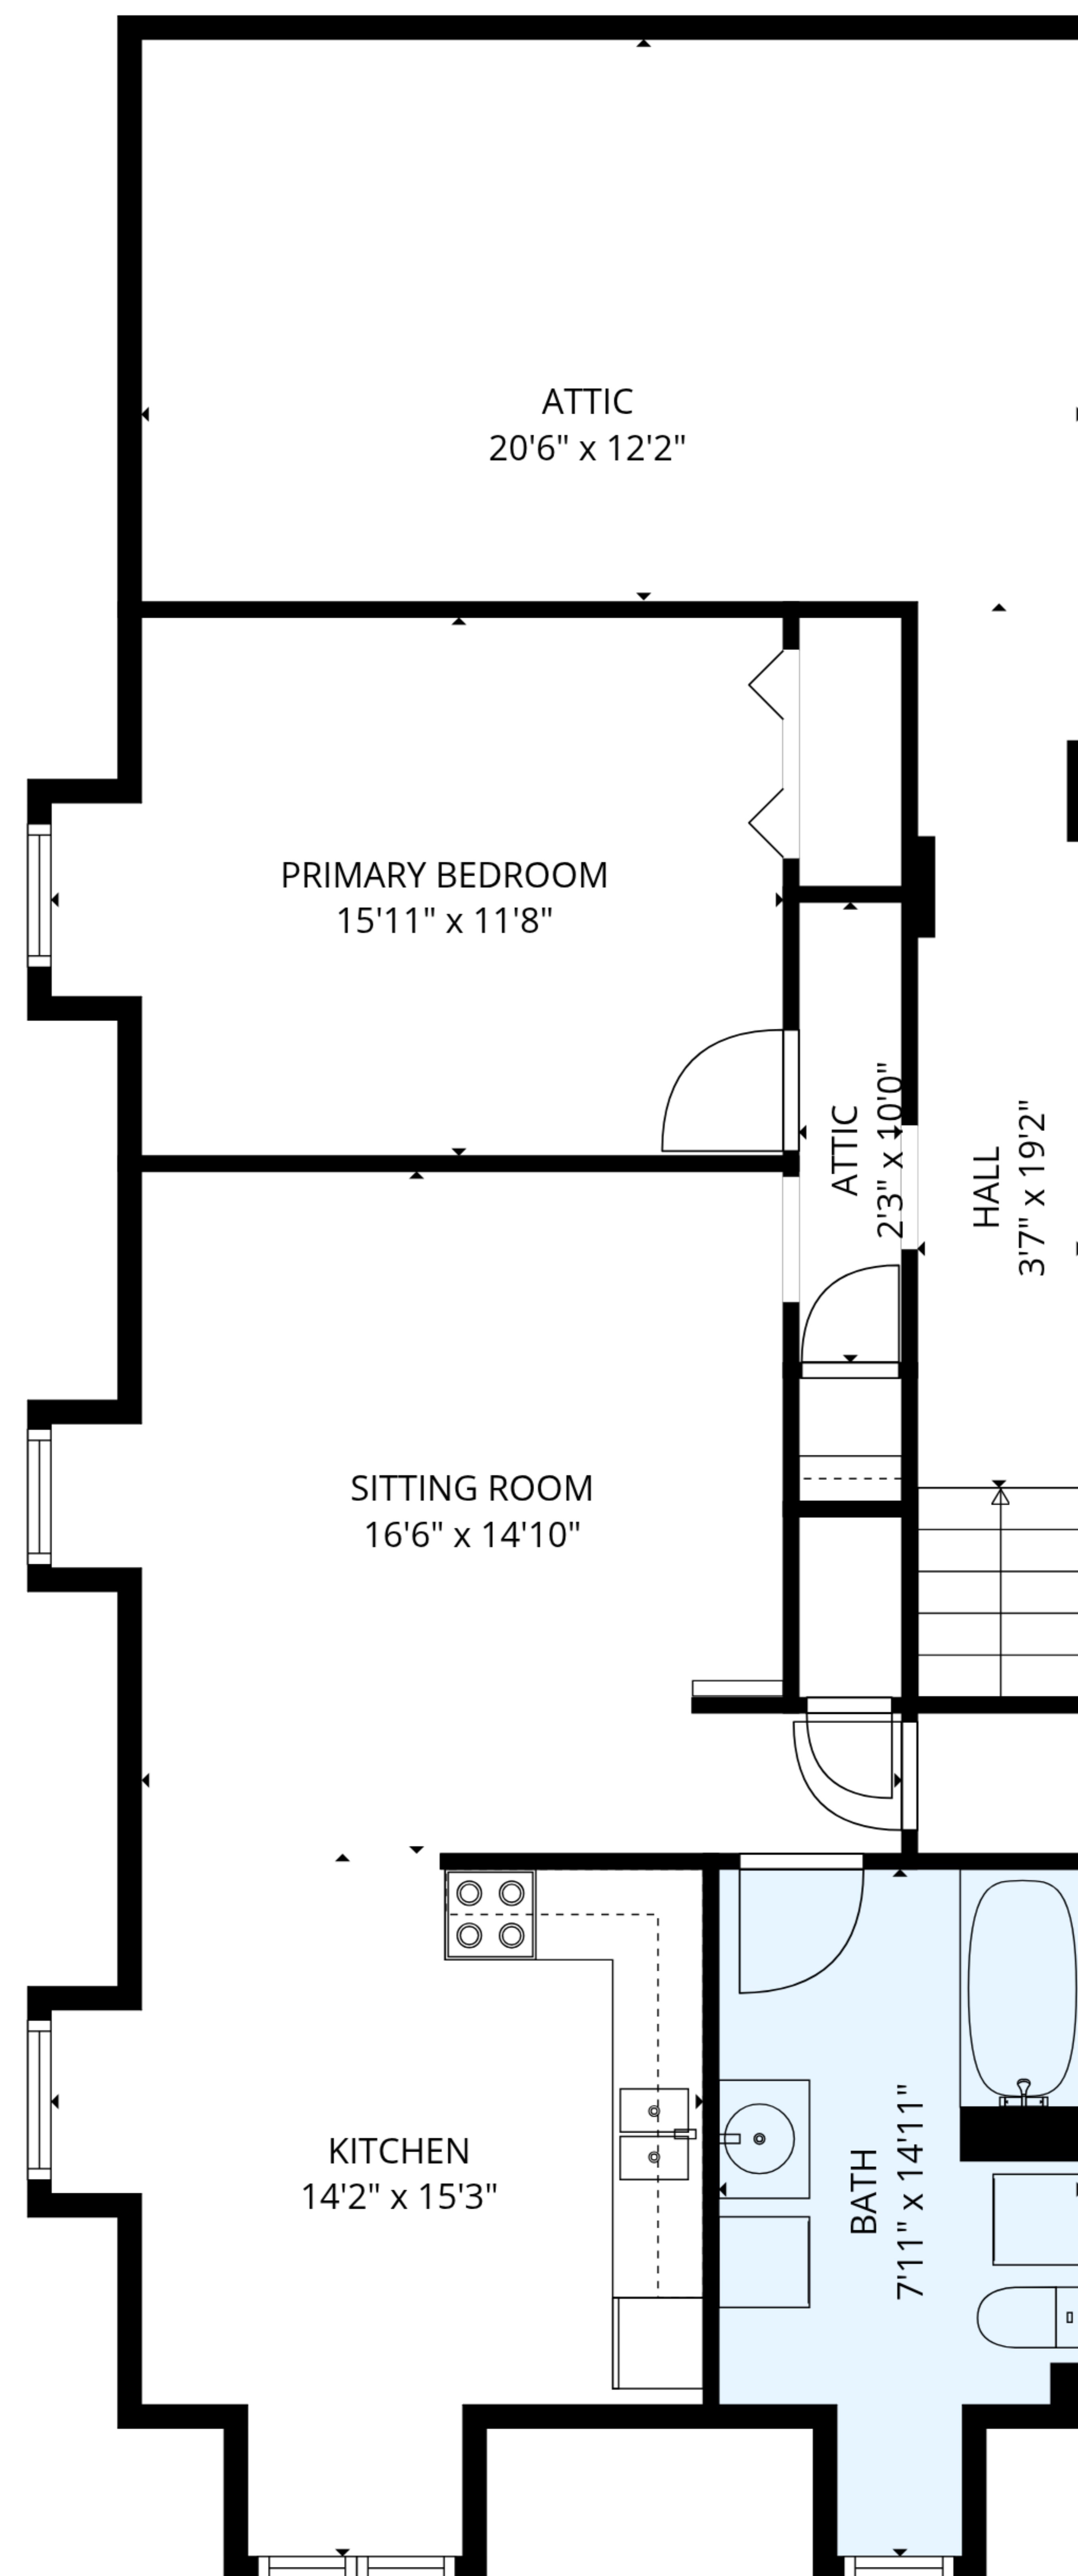 ATTIC
20'6" x 12'2"
PRIMARY BEDROOM
15'11" x 11'8"
ATTIC
2'3" x 10'0"
HALL
3'7" x 19'2"
SITTING ROOM
16'6" x 14'10"
KITCHEN
14'2" x 15'3"
BATH
7'11" x 14'11"